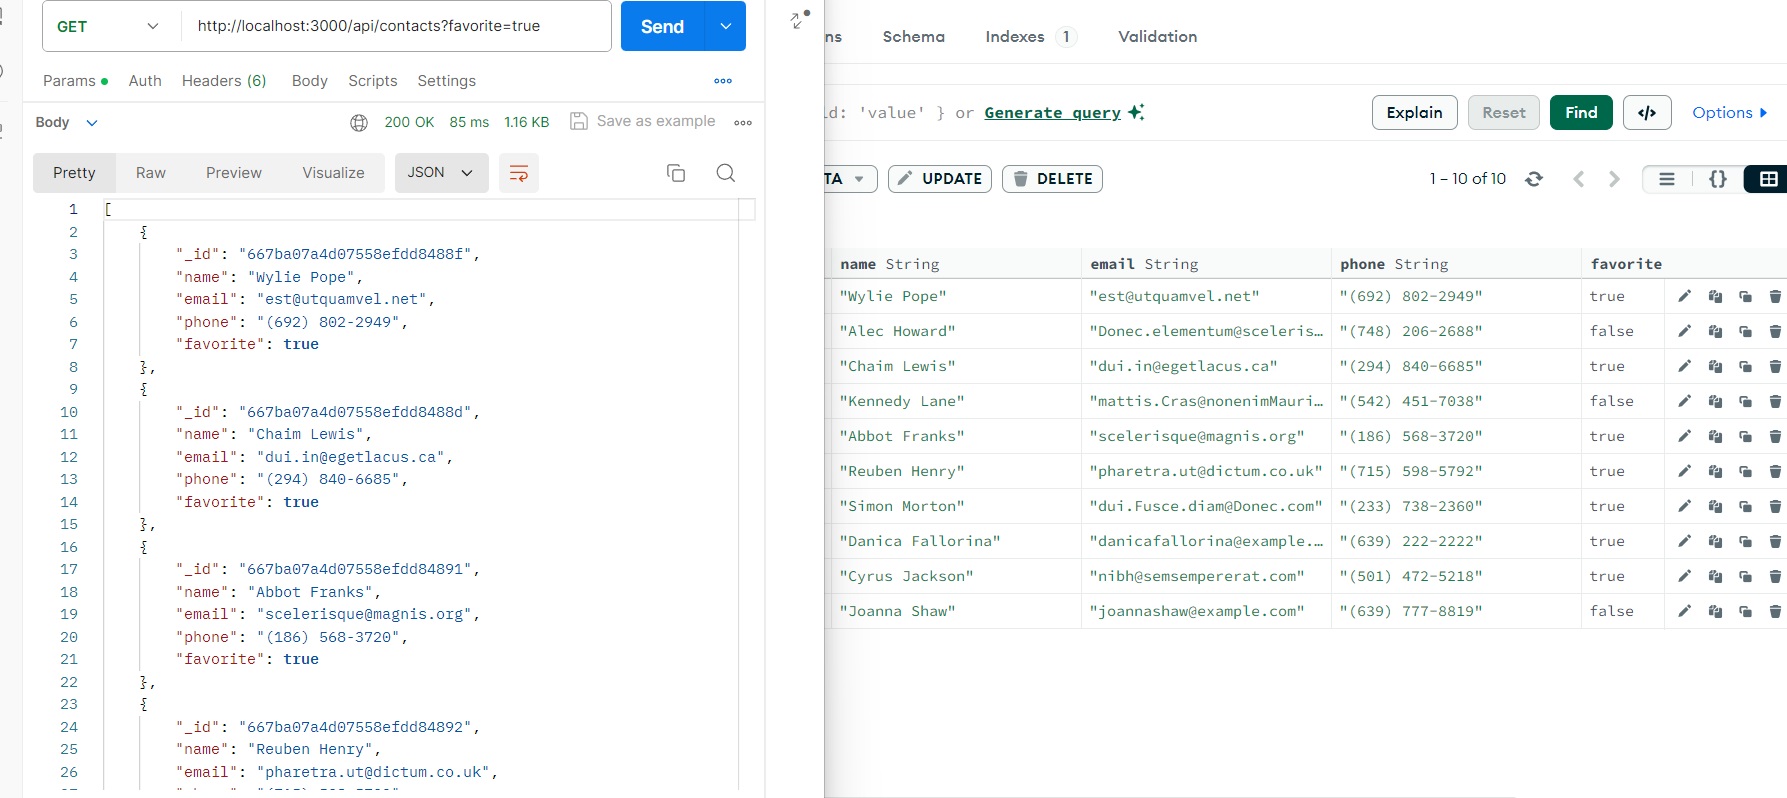 GET http://localhost:3000/api/contacts?favorite=true Send
Params Auth Headers (6) Body Scripts Settings
Body 200 OK 85 ms 1.16 KB Save as example
Pretty Raw Preview Visualize JSON
1 [
2 {
3 "_id": "667ba07a4d07558efdd8488f",
4 "name": "Wylie Pope",
5 "email": "est@utquamvel.net",
6 "phone": "(692) 802-2949",
7 "favorite": true
8 },
9 {
10 "_id": "667ba07a4d07558efdd8488d",
11 "name": "Chaim Lewis",
12 "email": "dui.in@egetlacus.ca",
13 "phone": "(294) 840-6685",
14 "favorite": true
15 },
16 {
17 "_id": "667ba07a4d07558efdd84891",
18 "name": "Abbot Franks",
19 "email": "scelerisque@magnis.org",
20 "phone": "(186) 568-3720",
21 "favorite": true
22 },
23 {
24 "_id": "667ba07a4d07558efdd84892",
25 "name": "Reuben Henry",
26 "email": "pharetra.ut@dictum.co.uk",
ns Schema Indexes 1 Validation
ld: 'value' } or Generate query Explain Reset Find </> Options
TA UPDATE DELETE 1 – 10 of 10 {}
name String email String phone String favorite
"Wylie Pope" "est@utquamvel.net" "(692) 802-2949" true
"Alec Howard" "Donec.elementum@sceleris… "(748) 206-2688" false
"Chaim Lewis" "dui.in@egetlacus.ca" "(294) 840-6685" true
"Kennedy Lane" "mattis.Cras@nonenimMauri… "(542) 451-7038" false
"Abbot Franks" "scelerisque@magnis.org" "(186) 568-3720" true
"Reuben Henry" "pharetra.ut@dictum.co.uk" "(715) 598-5792" true
"Simon Morton" "dui.Fusce.diam@Donec.com" "(233) 738-2360" true
"Danica Fallorina" "danicafallorina@example.… "(639) 222-2222" true
"Cyrus Jackson" "nibh@semsempererat.com" "(501) 472-5218" true
"Joanna Shaw" "joannashaw@example.com" "(639) 777-8819" false